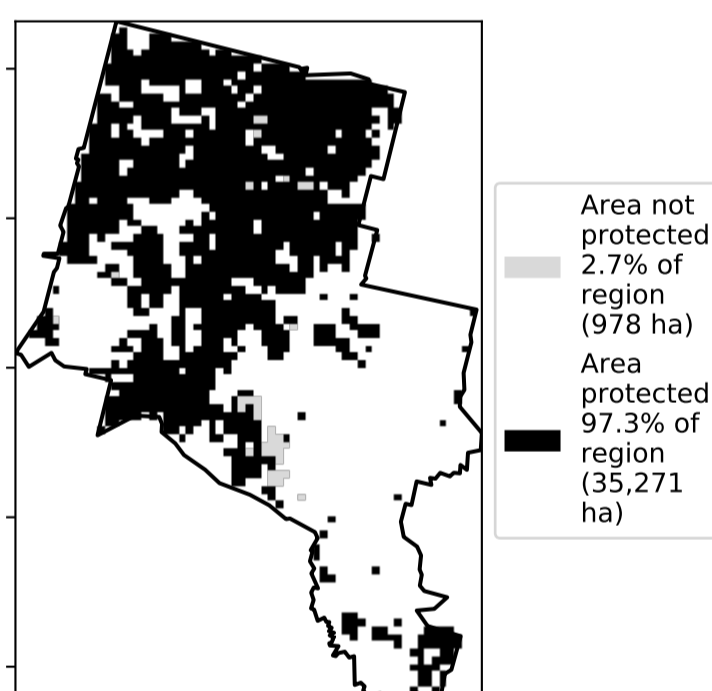 Area not
protected
2.7% of
region
(978 ha)
Area
protected
97.3% of
region
(35,271
ha)